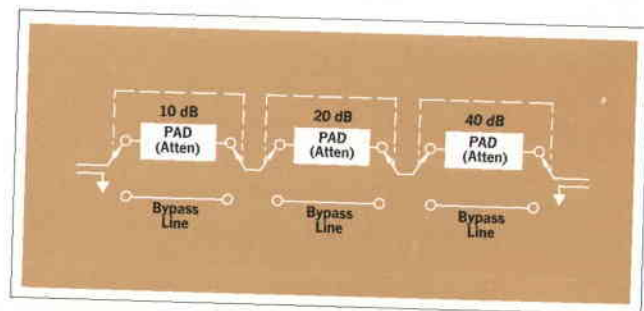 10 dB
PAD
(Atten)
20 dB
PAD
(Atten)
40 dB
PAD
(Atten)
Bypass
Line
Bypass
Line
Bypass
Line